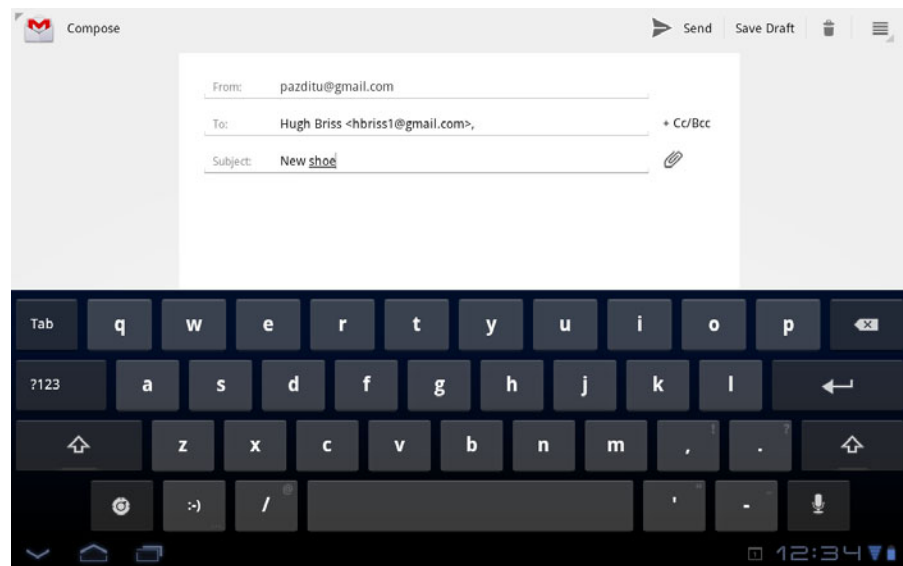 Compose Send Save Draft
From: pazditu@gmail.com
To: Hugh Briss <hbriss1@gmail.com>, + Cc/Bcc
Subject: New shoe
Tab q w e r t y u i o p
?123 a s d f g h j k l
z x c v b n m , ! . ?
:-) / @ ' " - _
1 12:34